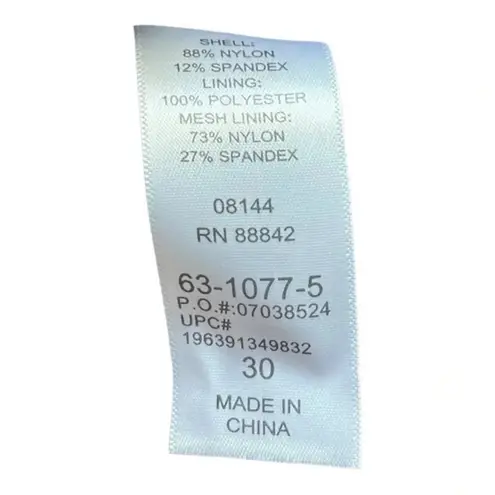 SHELL:
88% NYLON
12% SPANDEX
LINING:
100% POLYESTER
MESH LINING:
73% NYLON
27% SPANDEX
08144
RN 88842
63-1077-5
P.O.#:07038524
UPC#
196391349832
30
MADE IN
CHINA